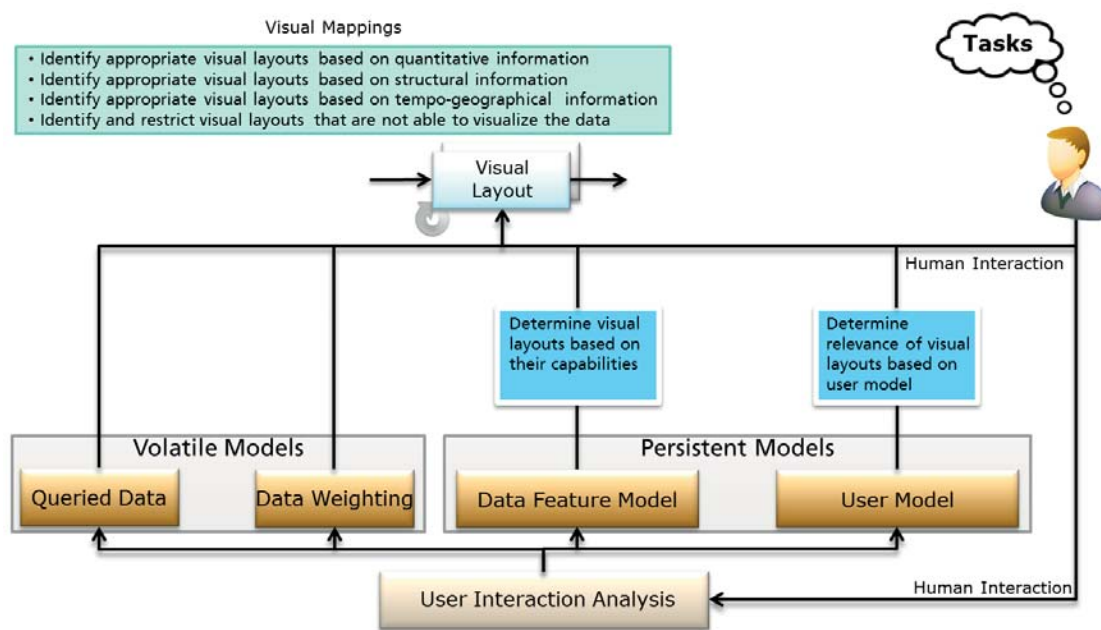 Visual Mappings
Tasks
• Identify appropriate visual layouts based on quantitative information
• Identify appropriate visual layouts based on structural information
• Identify appropriate visual layouts based on tempo-geographical information
• Identify and restrict visual layouts that are not able to visualize the data
Visual
Layout
Human Interaction
Determine visual
layouts based on
their capabilities
Determine
relevance of visual
layouts based on
user model
Volatile Models
Persistent Models
Queried Data
Data Weighting
Data Feature Model
User Model
User Interaction Analysis
Human Interaction